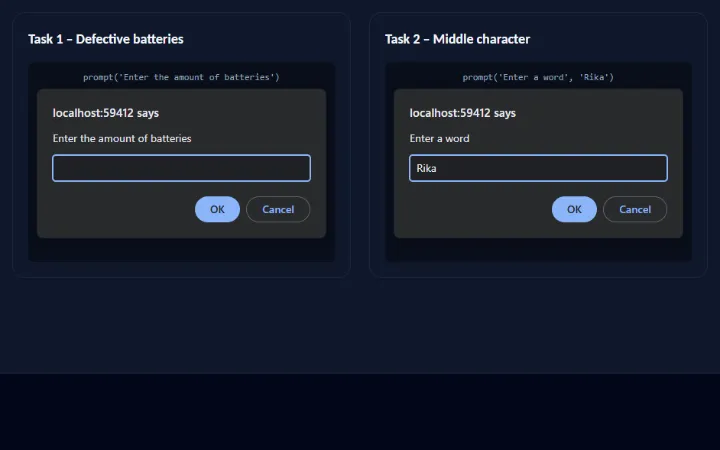 Task 1 – Defective batteries
prompt('Enter the amount of batteries')
localhost:59412 says
Enter the amount of batteries
OK
Cancel
Task 2 – Middle character
prompt('Enter a word', 'Rika')
localhost:59412 says
Enter a word
Rika
OK
Cancel